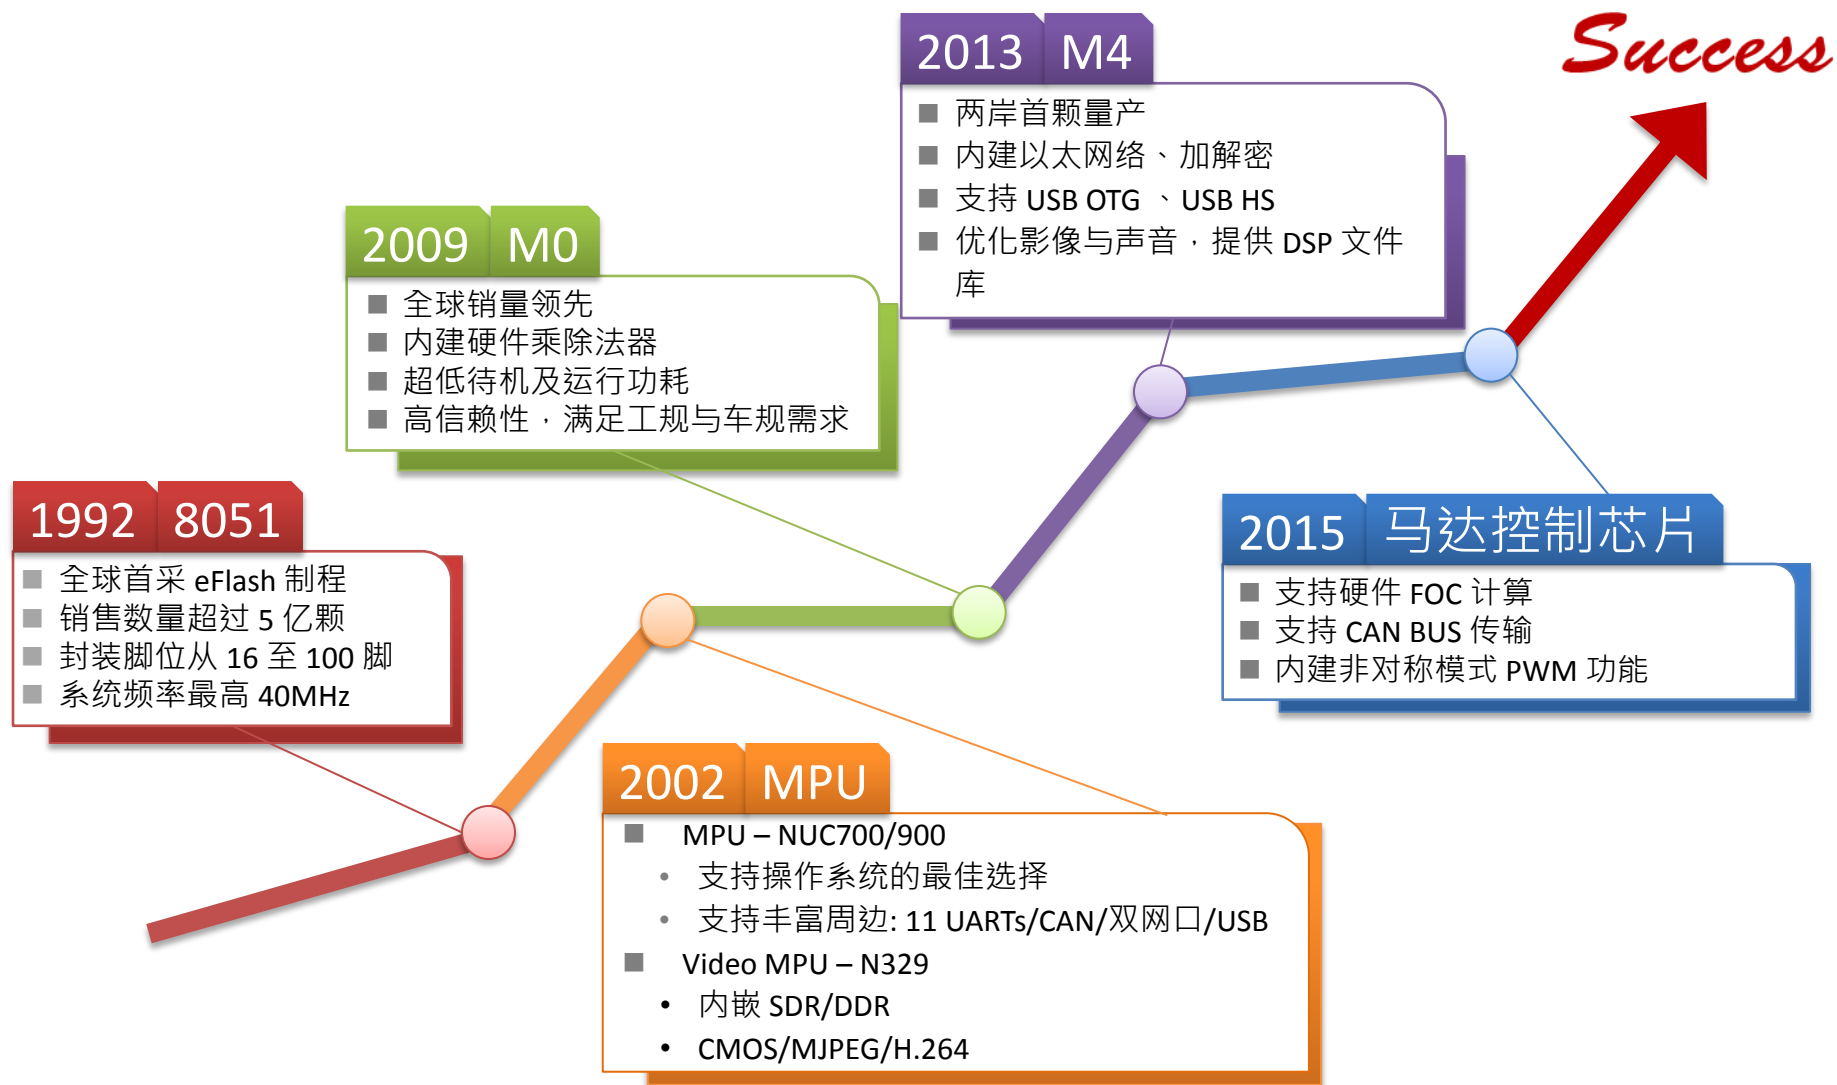 Success
2013 M4
两岸首颗量产
内建以太网络、加解密
支持 USB OTG 、USB HS
优化影像与声音，提供 DSP 文件
库
2009 M0
全球销量领先
内建硬件乘除法器
超低待机及运行功耗
高信赖性，满足工规与车规需求
1992 8051
全球首采 eFlash 制程
销售数量超过 5 亿颗
封装脚位从 16 至 100 脚
系统频率最高 40MHz
2015 马达控制芯片
支持硬件 FOC 计算
支持 CAN BUS 传输
内建非对称模式 PWM 功能
2002 MPU
MPU – NUC700/900
支持操作系统的最佳选择
支持丰富周边: 11 UARTs/CAN/双网口/USB
Video MPU – N329
内嵌 SDR/DDR
CMOS/MJPEG/H.264